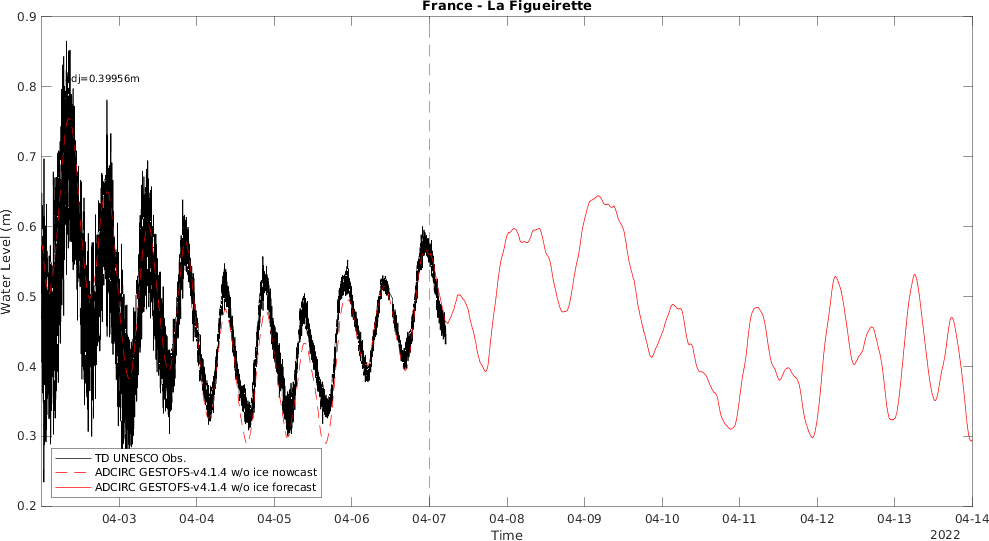 France - La Figueirette
0.9
0.8
0.7
0.6
0.5
0.4
0.3
0.2
Water Level (m)
dj=0.39956m
TD UNESCO Obs.
ADCIRC GESTOFS-v4.1.4 w/o ice nowcast
ADCIRC GESTOFS-v4.1.4 w/o ice forecast
04-03 04-04 04-05 04-06 04-07 04-08 04-09 04-10 04-11 04-12 04-13 04-14
Time
2022